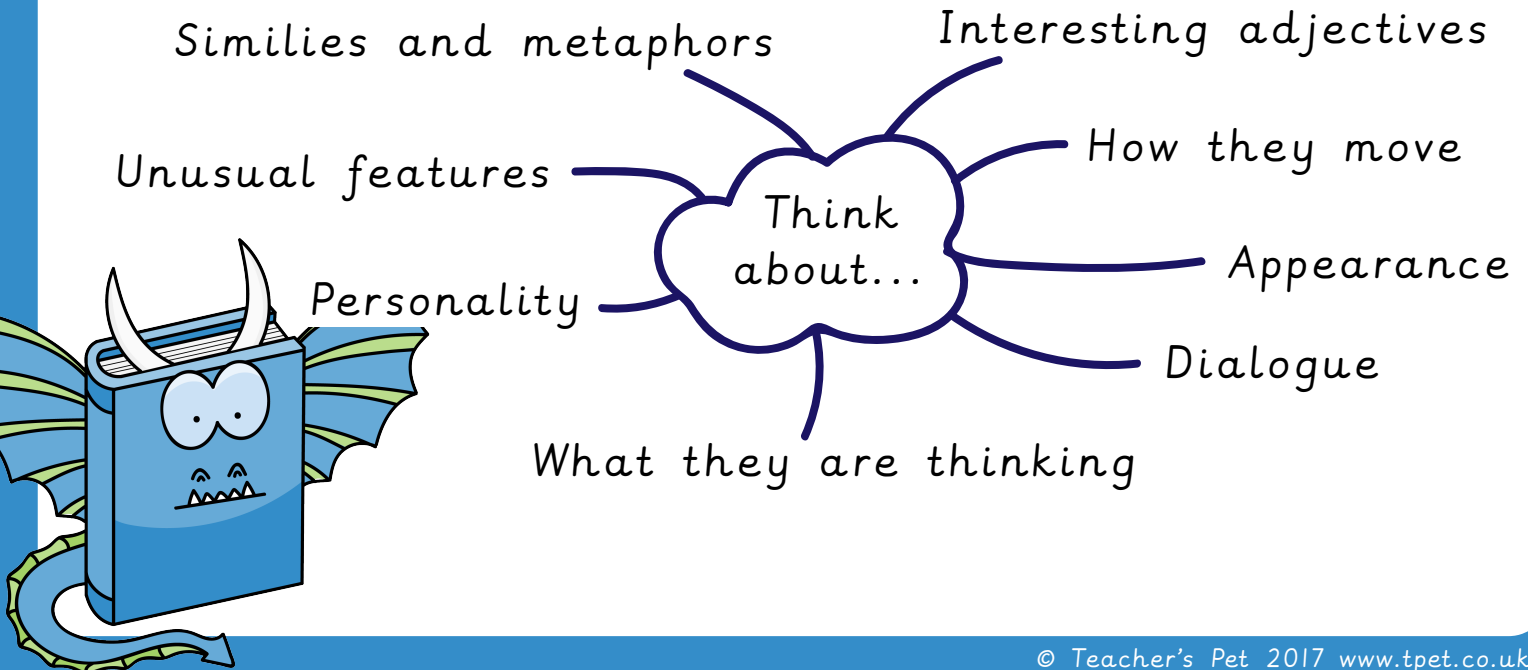 Similies and metaphors
Interesting adjectives
Unusual features
How they move
Think
about...
Personality
Appearance
Dialogue
What they are thinking
© Teacher's Pet 2017 www.tpet.co.uk